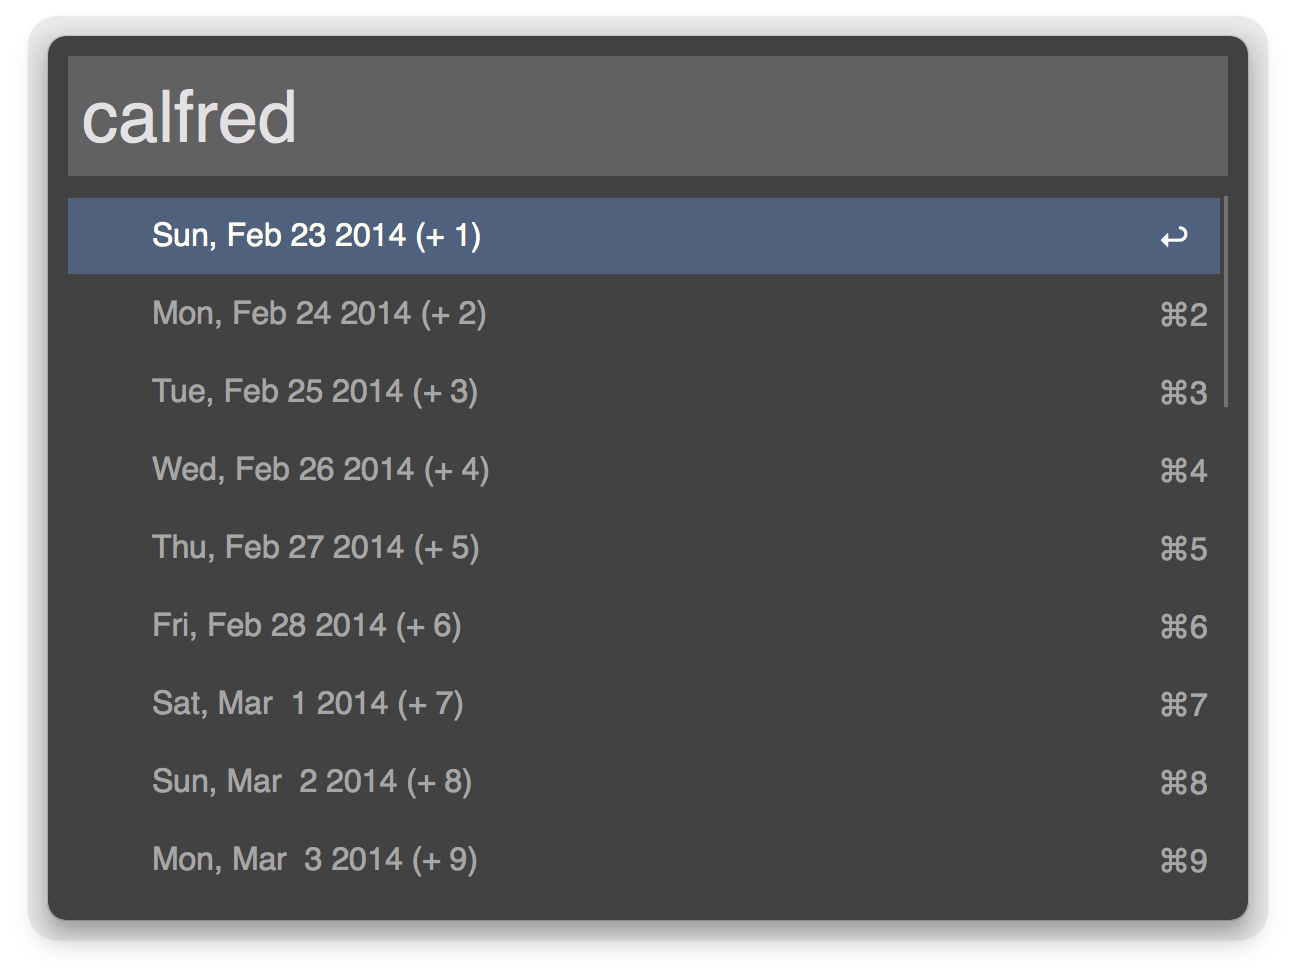 calfred
Sun, Feb 23 2014 (+ 1) ↩
Mon, Feb 24 2014 (+ 2) ⌘2
Tue, Feb 25 2014 (+ 3) ⌘3
Wed, Feb 26 2014 (+ 4) ⌘4
Thu, Feb 27 2014 (+ 5) ⌘5
Fri, Feb 28 2014 (+ 6) ⌘6
Sat, Mar  1 2014 (+ 7) ⌘7
Sun, Mar  2 2014 (+ 8) ⌘8
Mon, Mar  3 2014 (+ 9) ⌘9